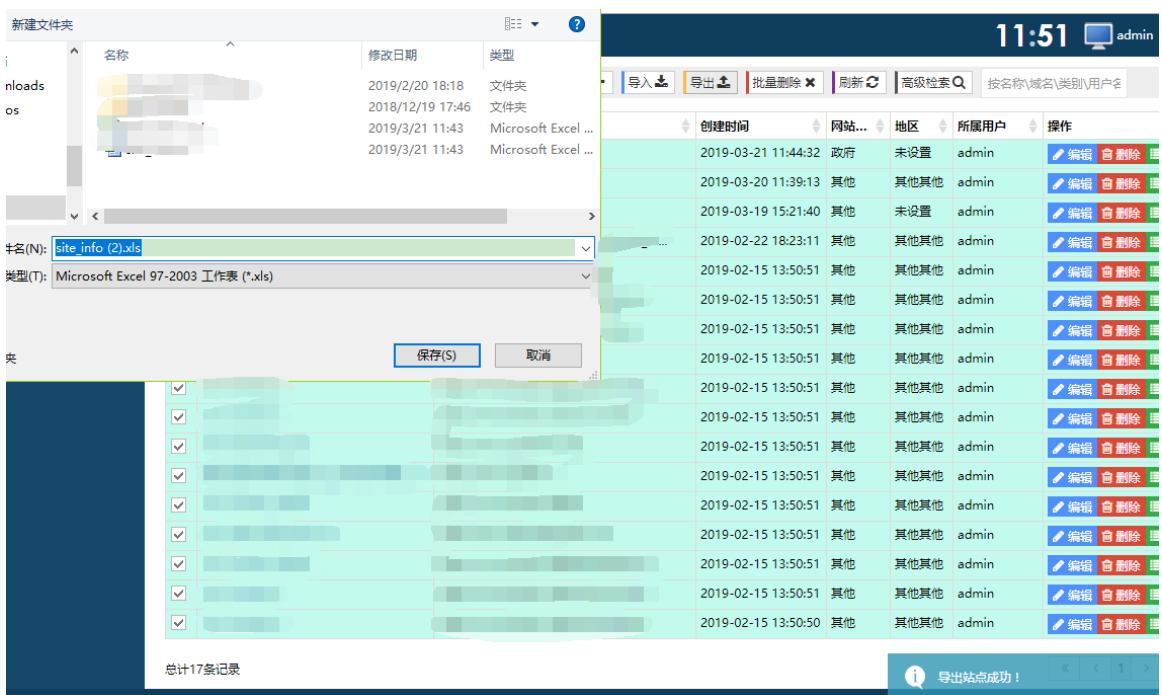 新建文件夹
11:51 admin
名称 修改日期 类型
nloads
os
2019/2/20 18:18 文件夹
2018/12/19 17:46 文件夹
2019/3/21 11:43 Microsoft Excel ...
2019/3/21 11:43 Microsoft Excel ...
件名(N): site_info (2).xls
类型(T): Microsoft Excel 97-2003 工作表 (*.xls)
夹
保存(S) 取消
导入 导出 批量删除 刷新 高级检索 按名称\域名\类别\用户名
创建时间 网站... 地区 所属用户 操作
2019-03-21 11:44:32 政府 未设置 admin 编辑 删除
2019-03-20 11:39:13 其他 其他其他 admin 编辑 删除
2019-03-19 15:21:40 其他 未设置 admin 编辑 删除
2019-02-22 18:23:11 其他 其他其他 admin 编辑 删除
2019-02-15 13:50:51 其他 其他其他 admin 编辑 删除
2019-02-15 13:50:51 其他 其他其他 admin 编辑 删除
2019-02-15 13:50:51 其他 其他其他 admin 编辑 删除
2019-02-15 13:50:51 其他 其他其他 admin 编辑 删除
2019-02-15 13:50:51 其他 其他其他 admin 编辑 删除
2019-02-15 13:50:51 其他 其他其他 admin 编辑 删除
2019-02-15 13:50:51 其他 其他其他 admin 编辑 删除
2019-02-15 13:50:51 其他 其他其他 admin 编辑 删除
2019-02-15 13:50:51 其他 其他其他 admin 编辑 删除
2019-02-15 13:50:51 其他 其他其他 admin 编辑 删除
2019-02-15 13:50:51 其他 其他其他 admin 编辑 删除
2019-02-15 13:50:51 其他 其他其他 admin 编辑 删除
2019-02-15 13:50:50 其他 其他其他 admin 编辑 删除
总计17条记录
« ‹ 1 ›
导出站点成功！